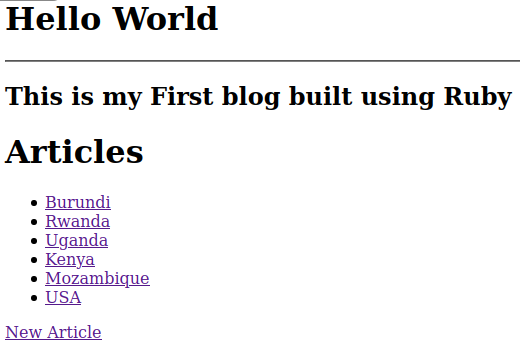 Hello World
This is my First blog built using Ruby
Articles
Burundi
Rwanda
Uganda
Kenya
Mozambique
USA
New Article